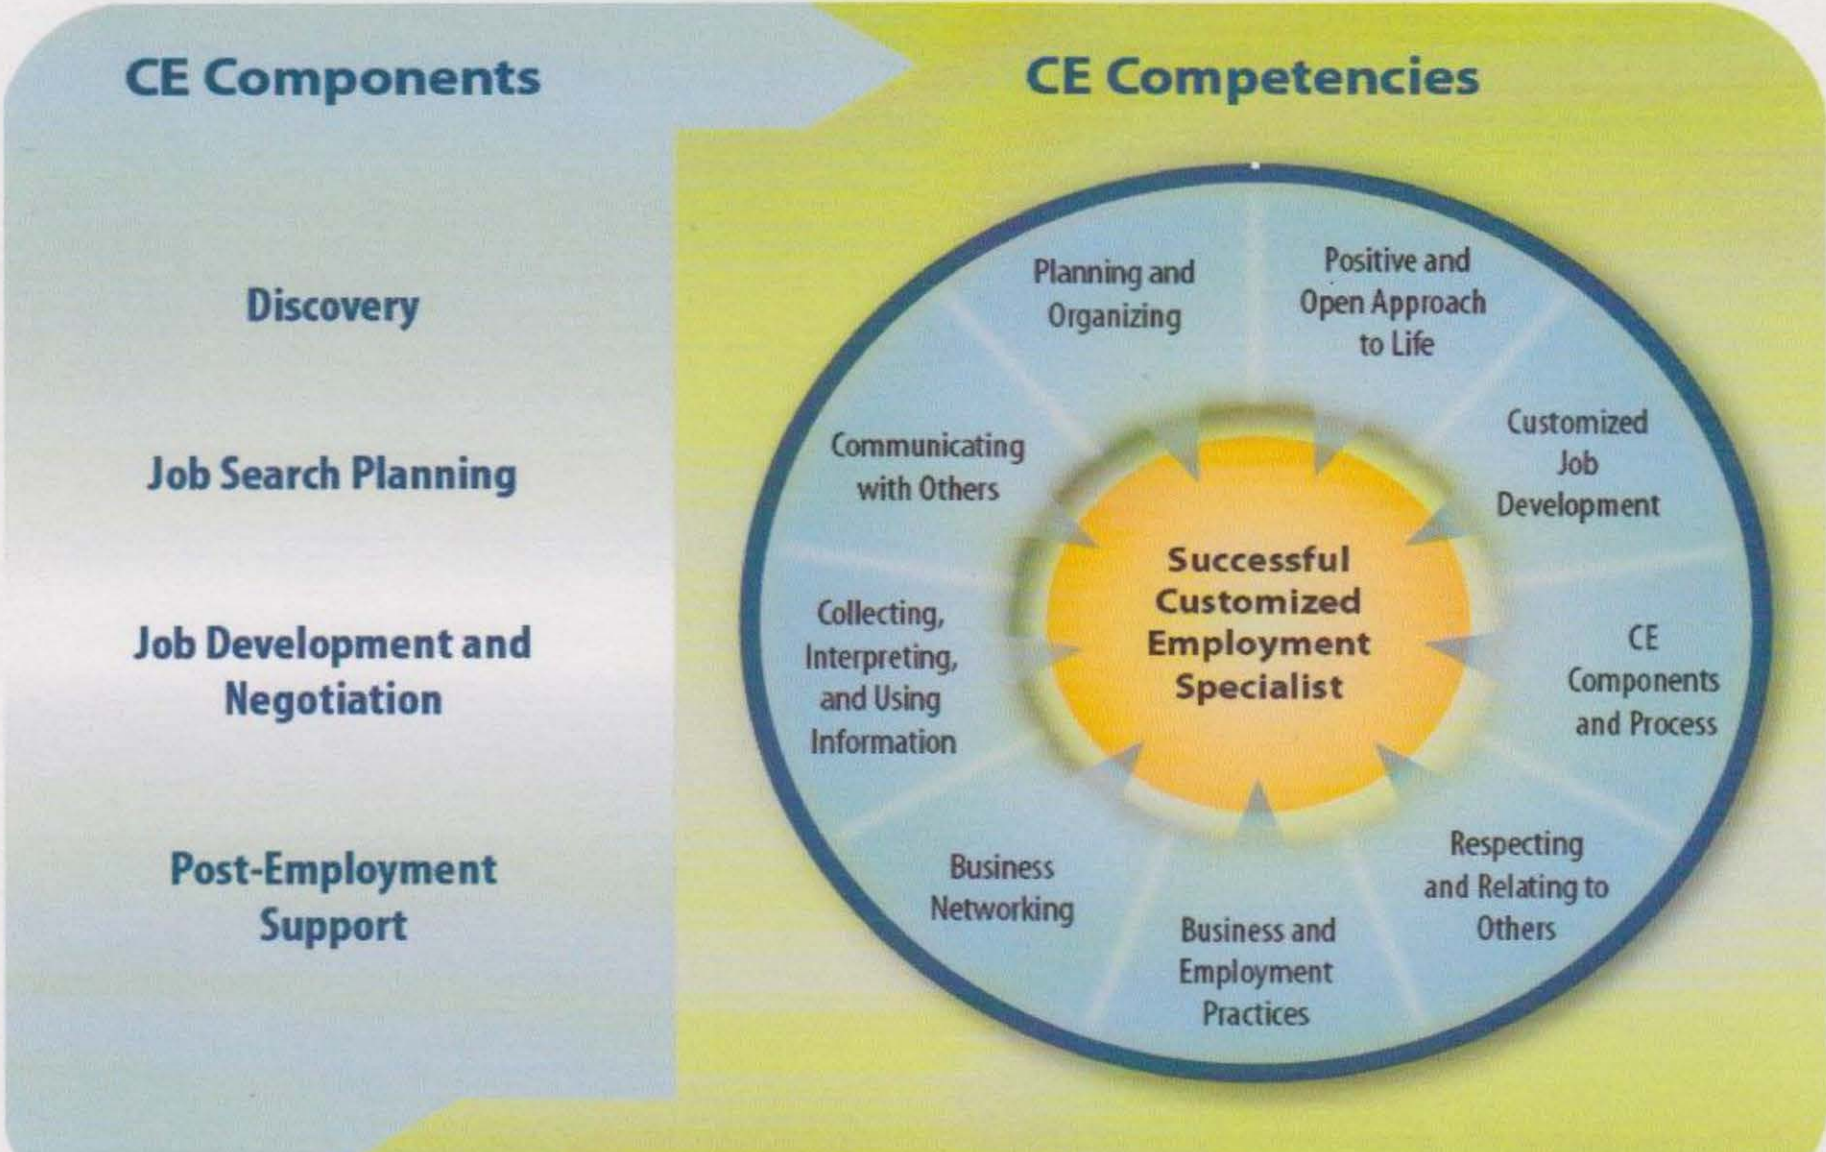 CE Components
Discovery
Job Search Planning
Job Development and
Negotiation
Post-Employment
Support
CE Competencies
Positive and
Open Approach
to Life
Customized
Job
Development
CE
Components
and Process
Respecting
and Relating to
Others
Business and
Employment
Practices
Business
Networking
Collecting,
Interpreting,
and Using
Information
Communicating
with Others
Planning and
Organizing
Successful
Customized
Employment
Specialist